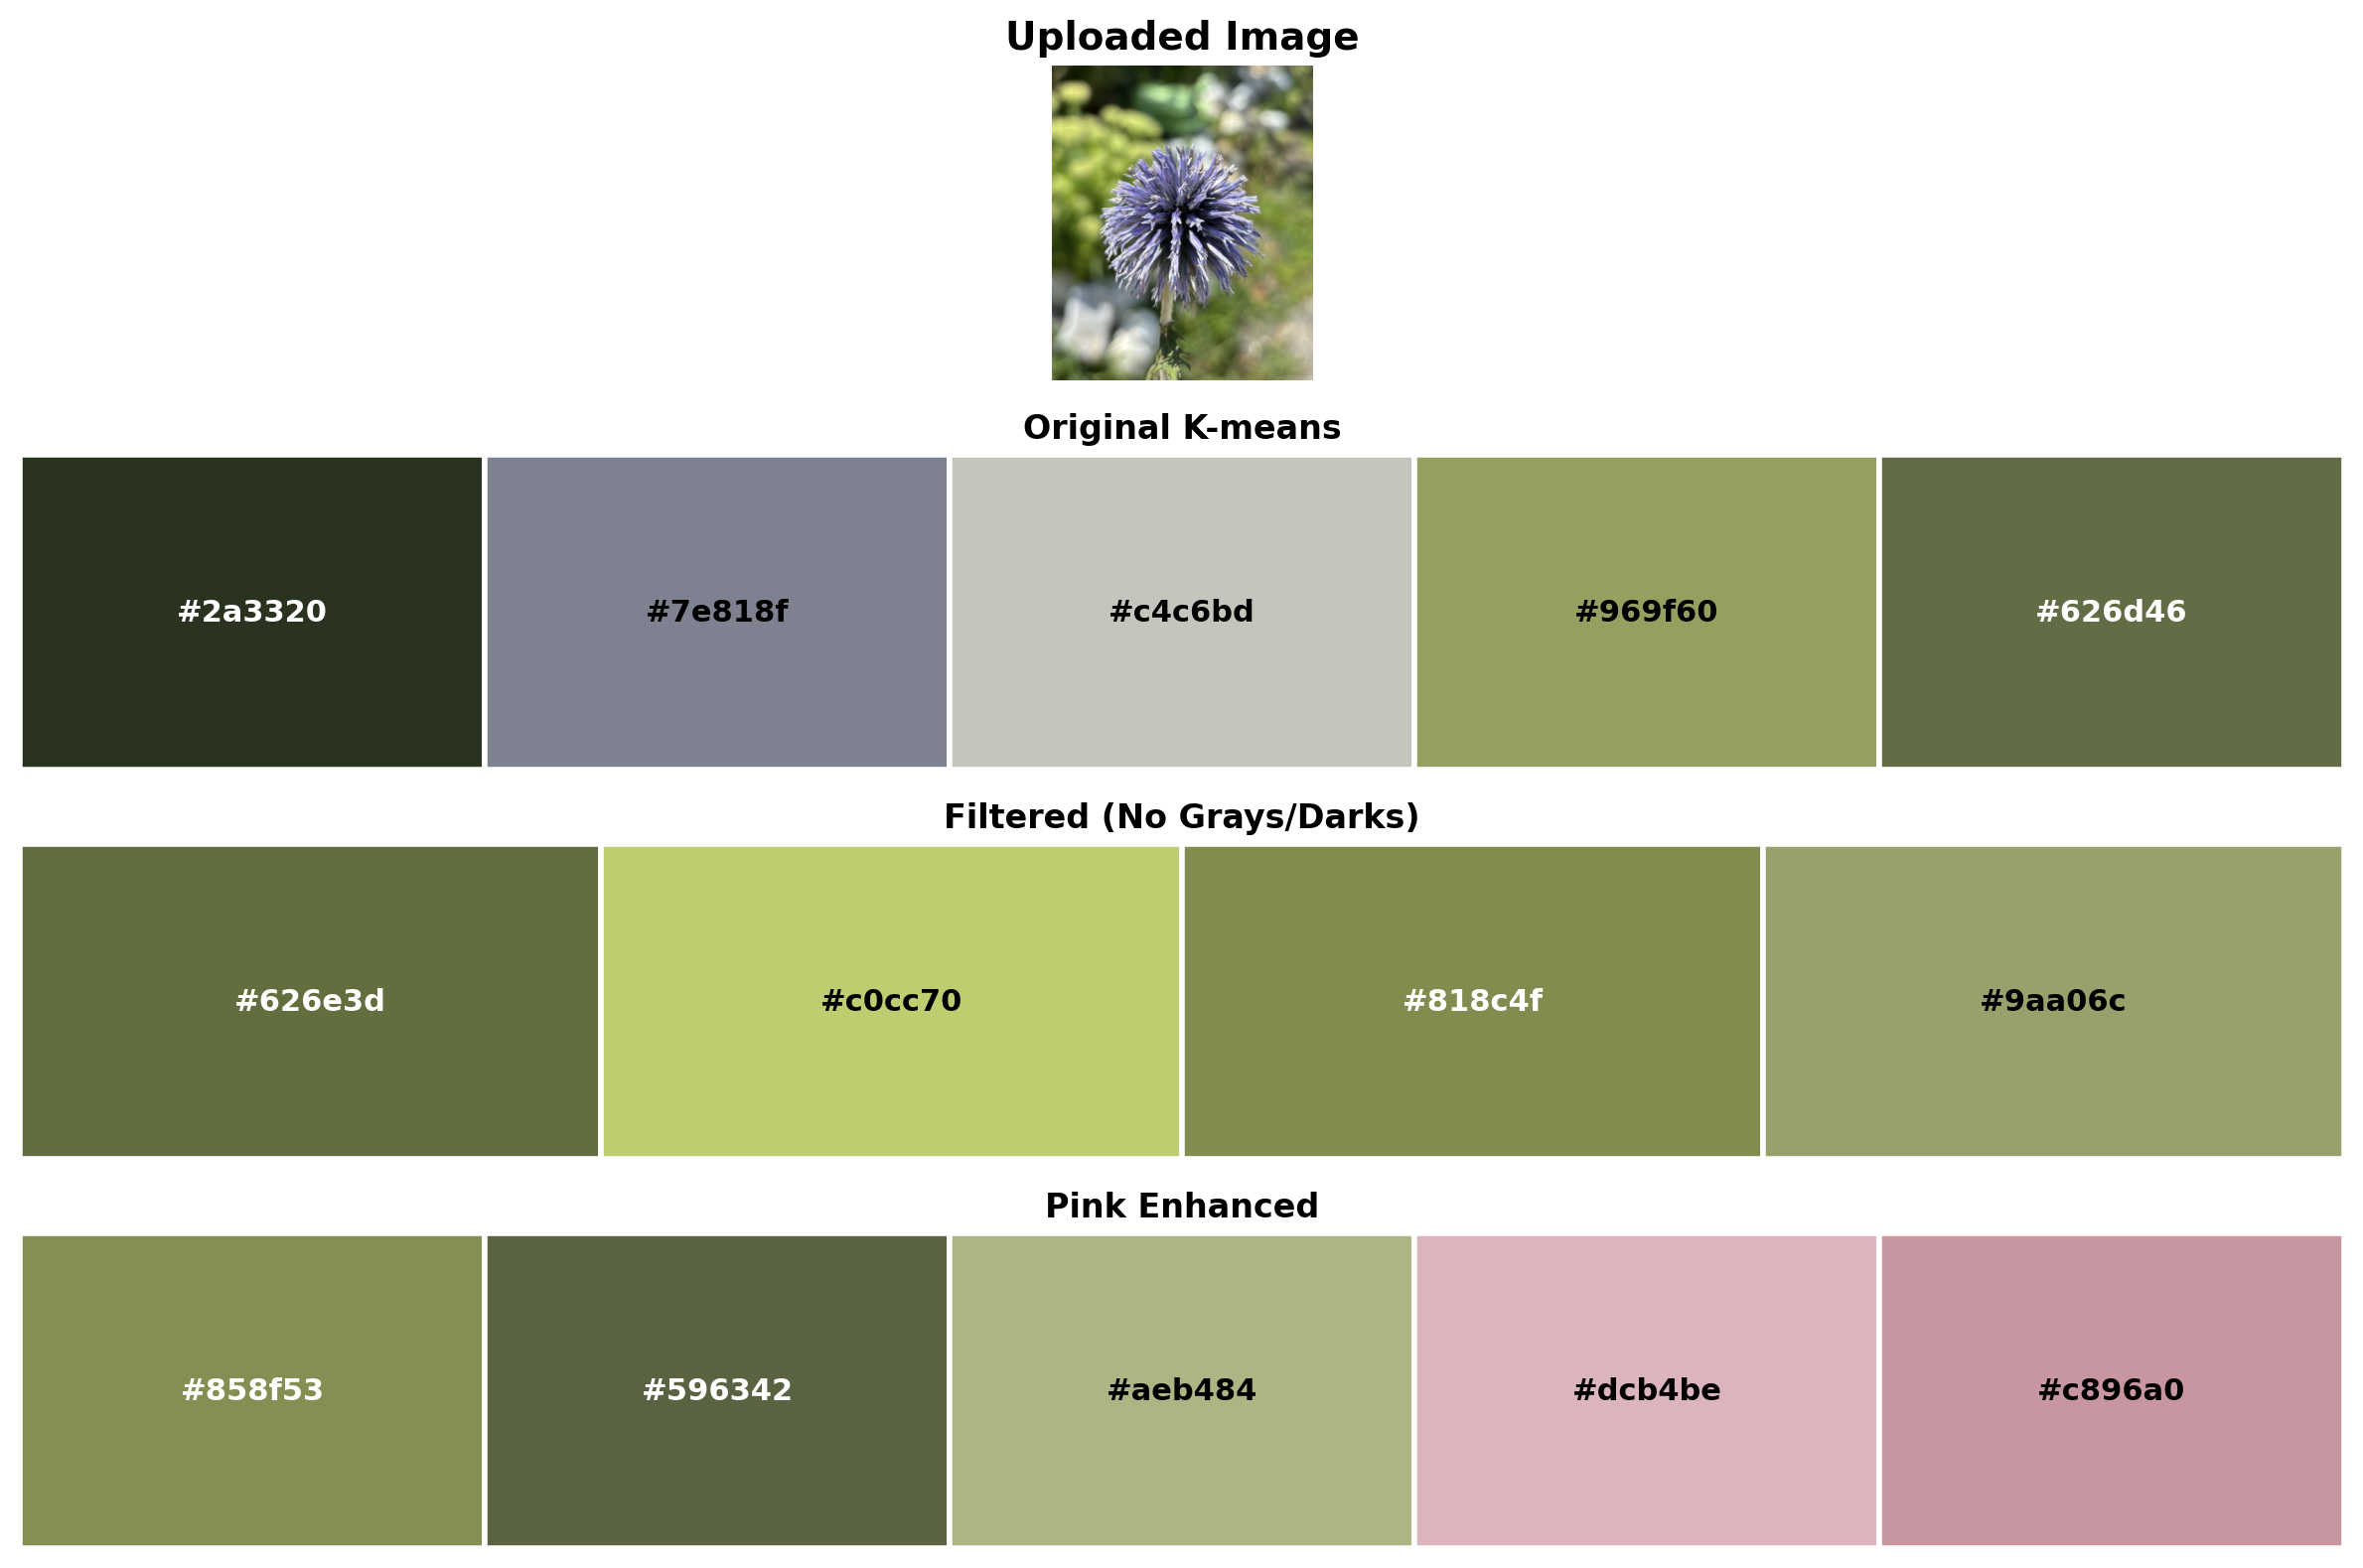 Uploaded Image
Original K-means
#2a3320 #7e818f #c4c6bd #969f60 #626d46
Filtered (No Grays/Darks)
#626e3d #c0cc70 #818c4f #9aa06c
Pink Enhanced
#858f53 #596342 #aeb484 #dcb4be #c896a0